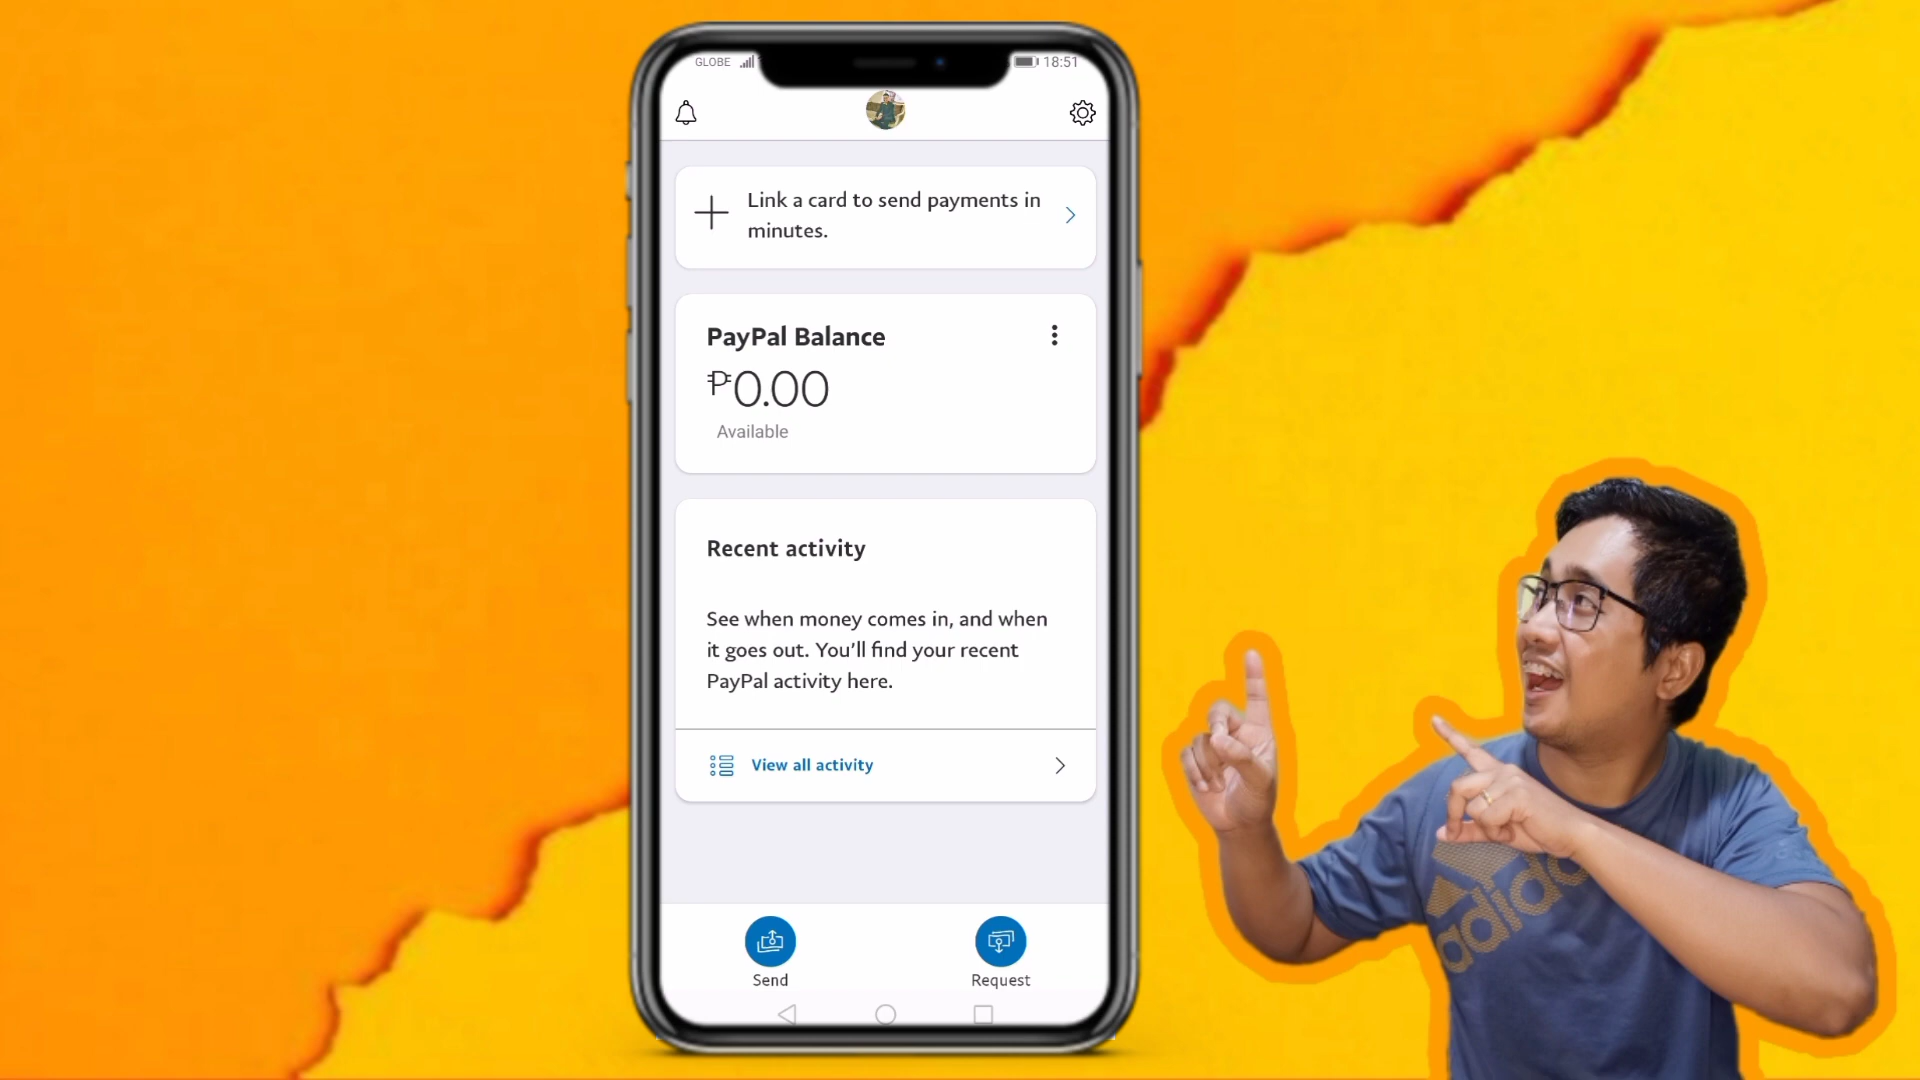 GLOBE
18:51
Link a card to send payments in
minutes.
PayPal Balance
₱0.00
Available
Recent activity
See when money comes in, and when
it goes out. You’ll find your recent
PayPal activity here.
View all activity
Send
Request
adidas